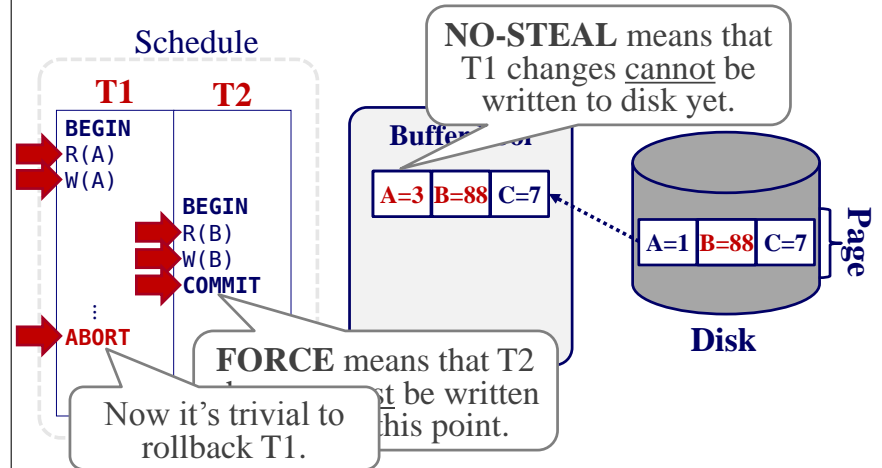 Schedule
T1 T2
BEGIN
R(A)
W(A)
BEGIN
R(B)
W(B)
COMMIT
⋮
ABORT
NO-STEAL means that
T1 changes cannot be
written to disk yet.
Buffer
A=3 B=88 C=7
A=1 B=88 C=7
Page
Disk
FORCE means that T2
be written
this point.
Now it's trivial to
rollback T1.